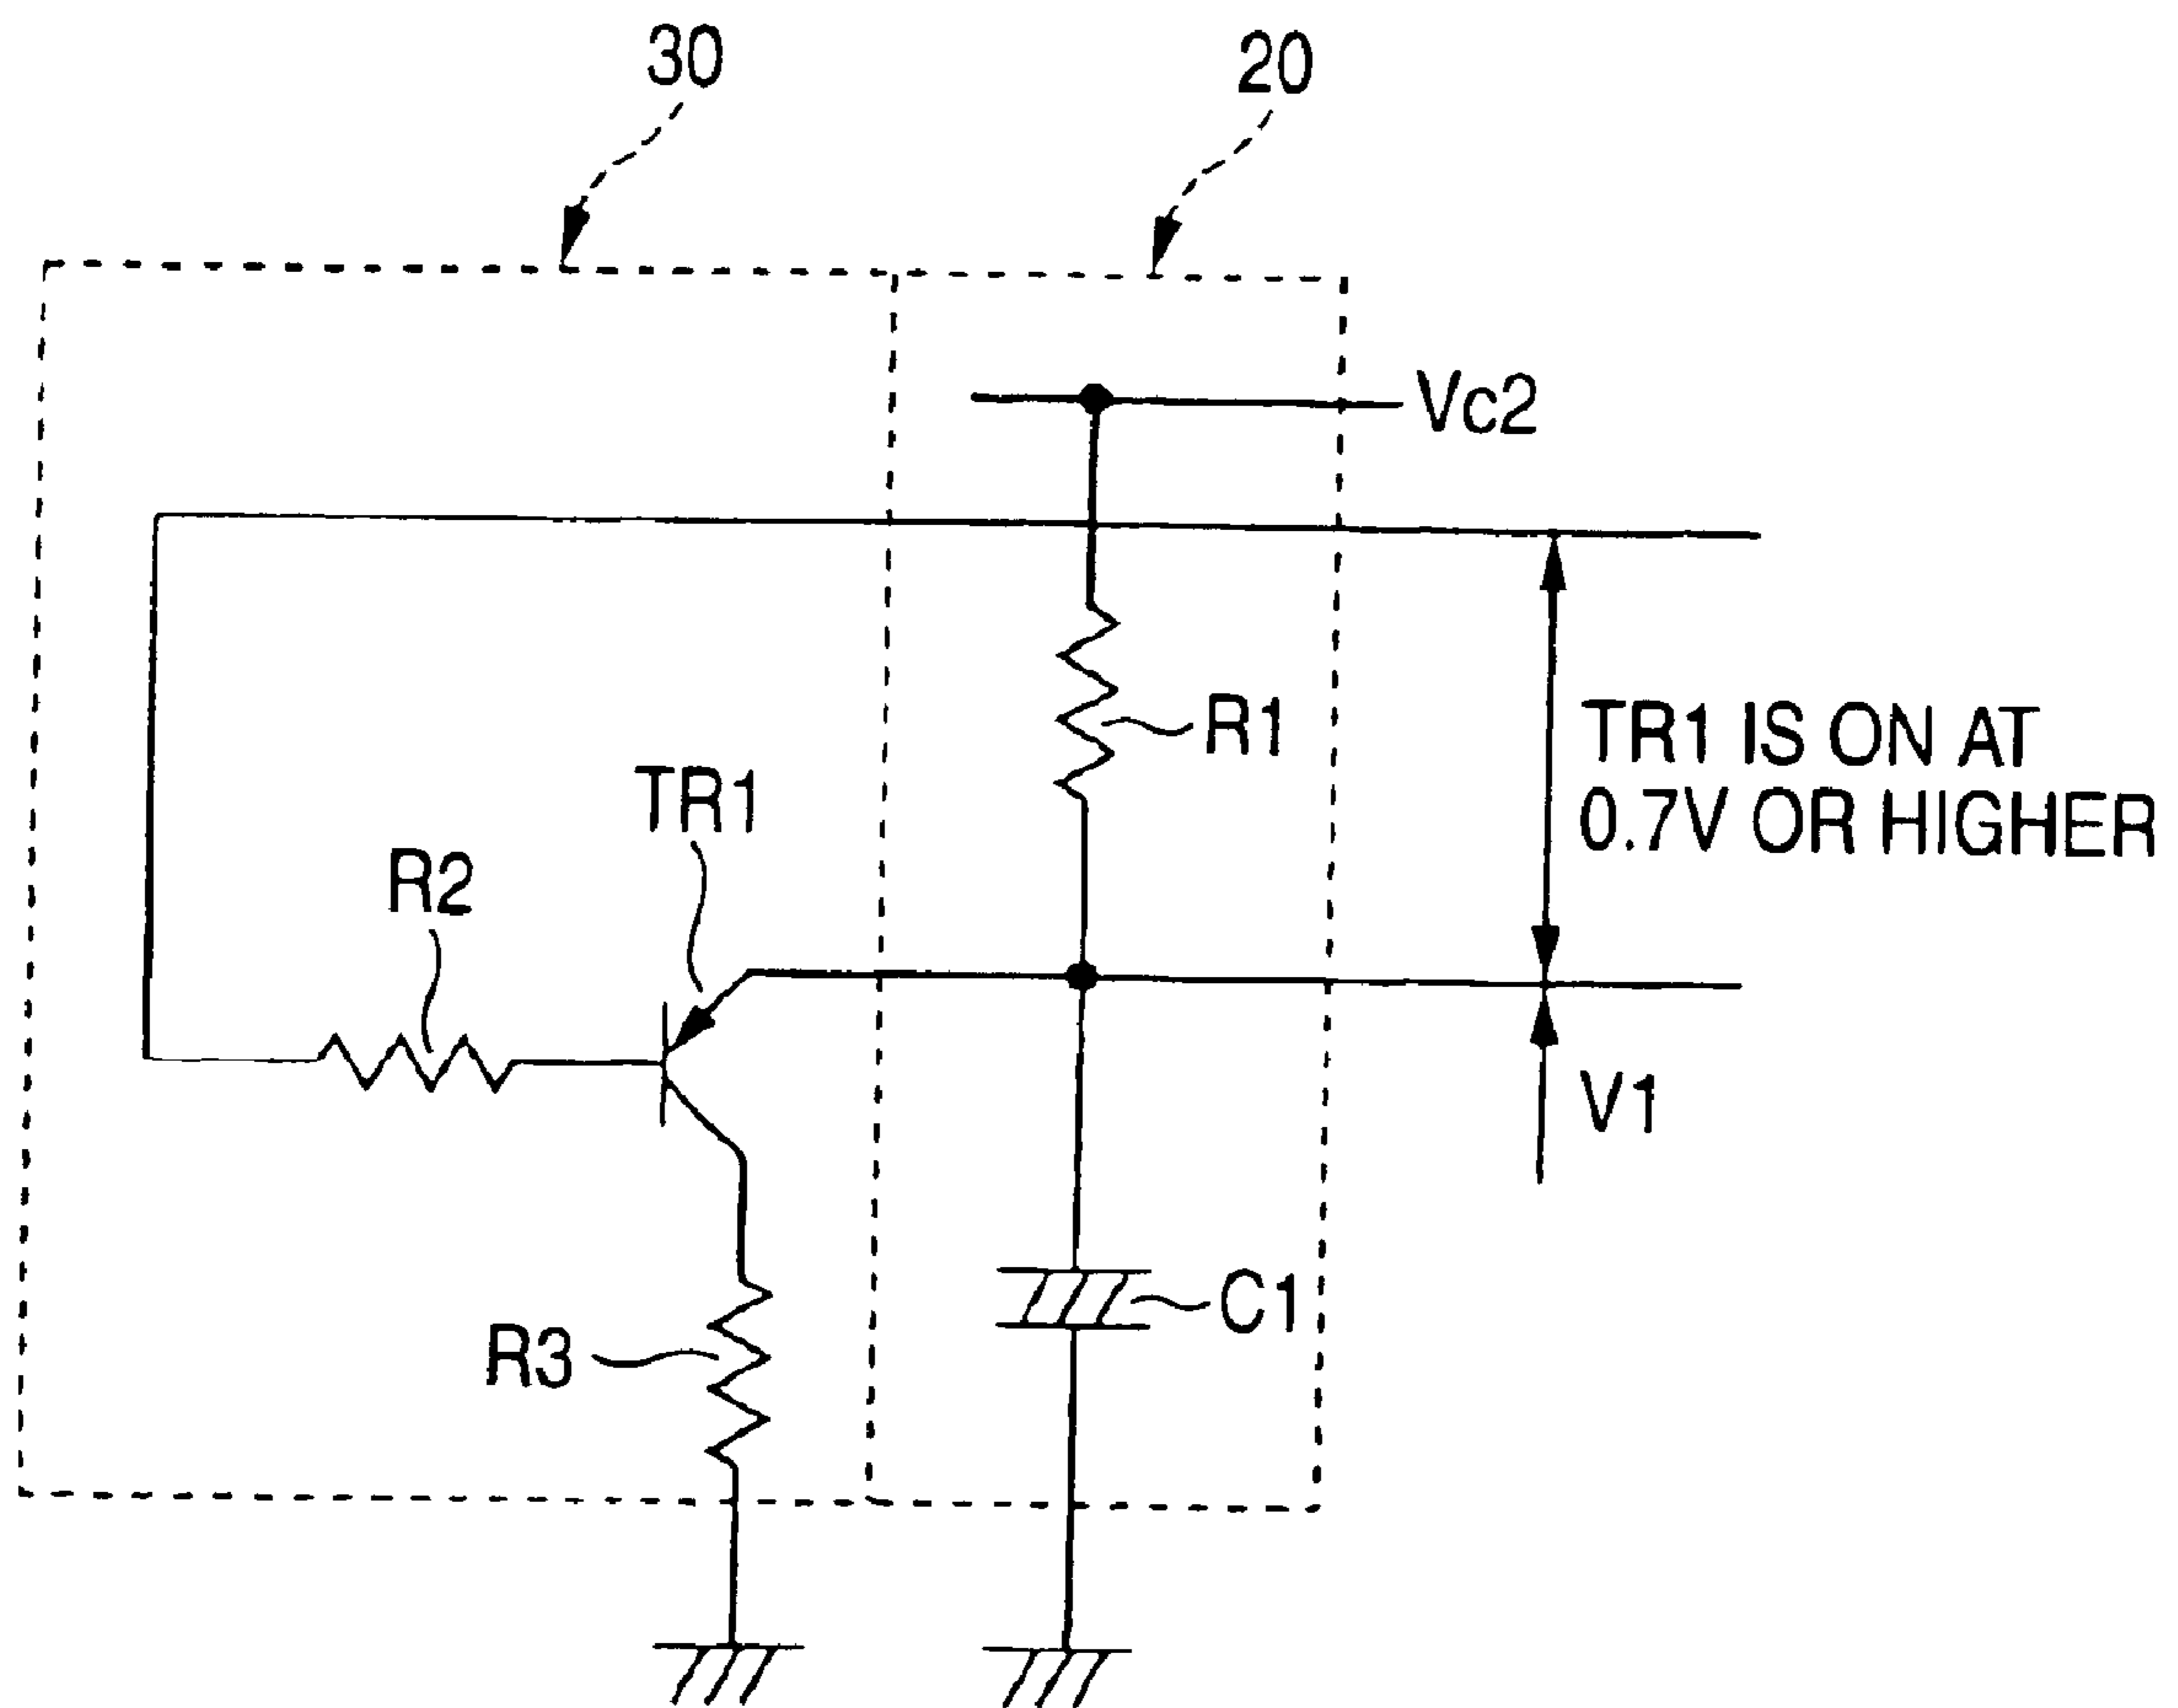 30
20
Vc2
R1
TR1 IS ON AT
0.7V OR HIGHER
TR1
R2
V1
C1
R3